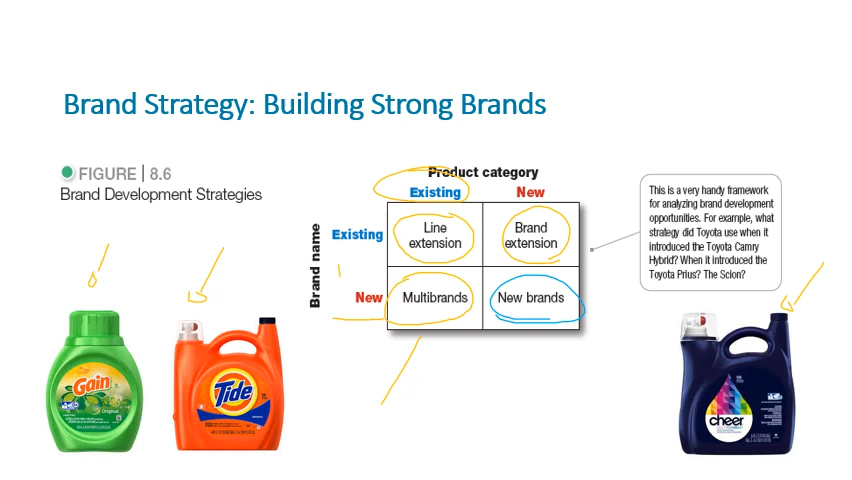 Brand Strategy: Building Strong Brands
FIGURE | 8.6
Brand Development Strategies
Product category
Existing New
Brand name
Existing
Line extension
Brand extension
New
Multibrands
New brands
This is a very handy framework
for analyzing brand development
opportunities. For example, what
strategy did Toyota use when it
introduced the Toyota Camry
Hybrid? When it introduced the
Toyota Prius? The Scion?
Gain
Original
Tide
cheer